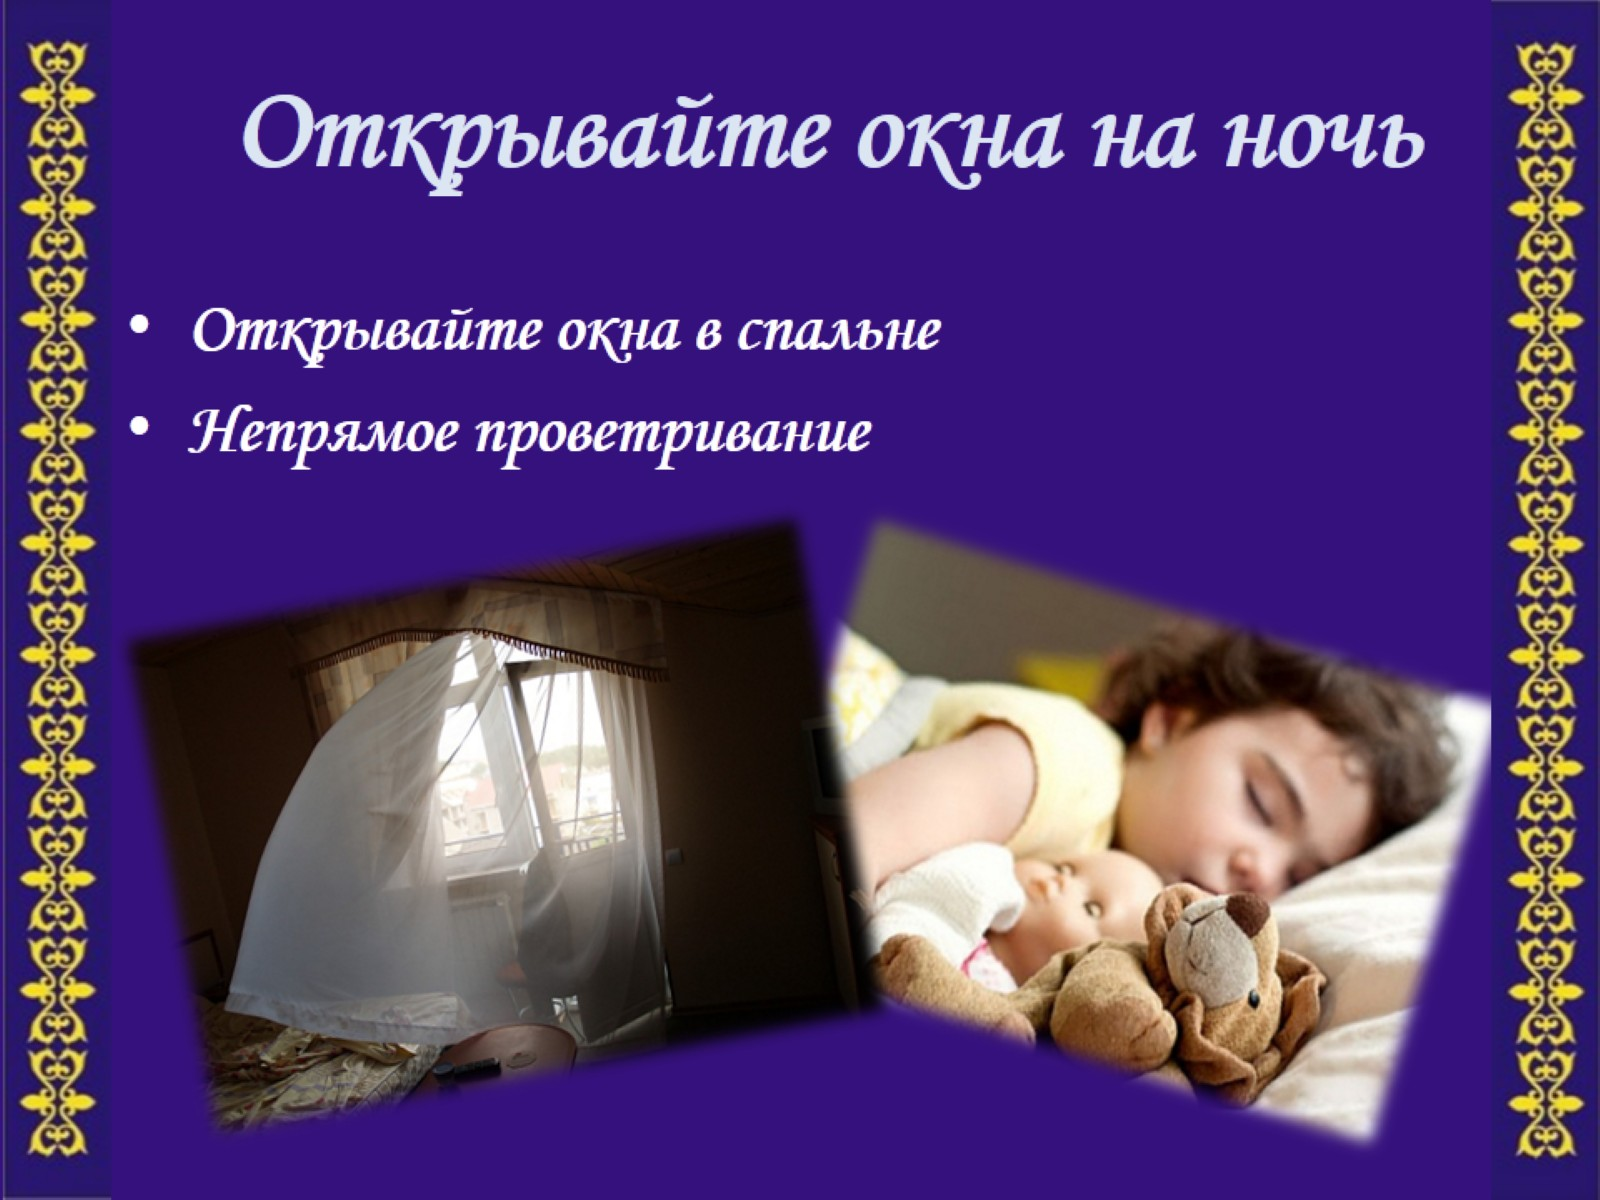 Открывайте окна на ночь
• Открывайте окна в спальне
• Непрямое проветривание